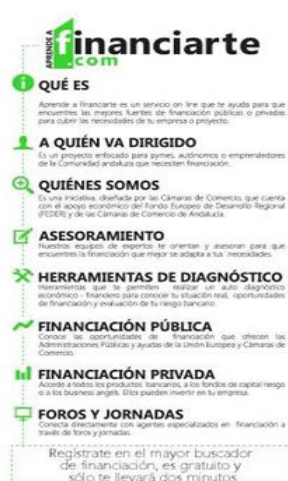 APRENDE A
financiarte
.com
QUÉ ES
Aprende a financiarte es un servicio on line que te ayuda para que
encuentres las mejores fuentes de financiación públicas o privadas
para cubrir las necesidades de tu empresa o proyecto.
A QUIÉN VA DIRIGIDO
Es un proyecto enfocado para pymes, autónomos o emprendedores
de la Comunidad andaluza que necesiten financiación.
QUIÉNES SOMOS
Es una iniciativa, diseñada por las Cámaras de Comercio, que cuenta
con el apoyo económico del Fondo Europeo de Desarrollo Regional
(FEDER) y de las Cámaras de Comercio de Andalucía.
ASESORAMIENTO
Nuestros equipos de expertos te orientan y asesoran para que
encuentres la financiación que mejor se adapta a tus necesidades.
HERRAMIENTAS DE DIAGNÓSTICO
Herramientas que te permiten realizar un auto diagnóstico
económico - financiero para conocer tu situación real, oportunidades
de financiación y evaluación de tu riesgo bancario.
FINANCIACIÓN PÚBLICA
Conoce las oportunidades de financiación que ofrecen las
Administraciones Públicas y ayudas de la Unión Europea y Cámaras de
Comercio.
FINANCIACIÓN PRIVADA
Accede a todos los productos bancarios, a los fondos de capital riesgo
o a los business angels. Ellos pueden invertir en tu empresa.
FOROS Y JORNADAS
Conecta directamente con agentes especializados en financiación a
través de foros y jornadas.
Regístrate en el mayor buscador
de financiación, es gratuito y
sólo te llevará dos minutos